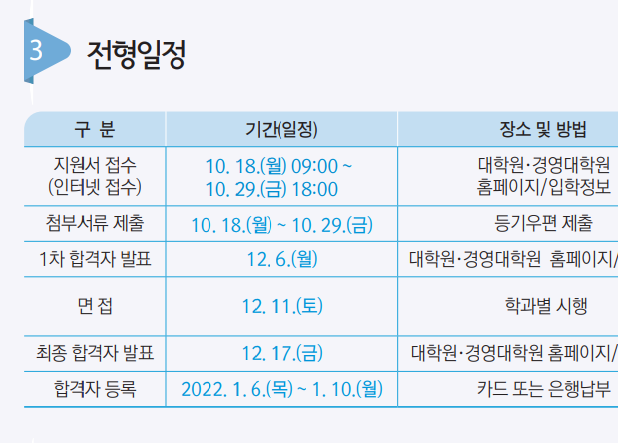 3 전형일정
구 분 기간(일정) 장소 및 방법
지원서 접수 10. 18.(월) 09:00 ~ 대학원·경영대학원
(인터넷 접수) 10. 29.(금) 18:00 홈페이지/입학정보
첨부서류 제출 10. 18.(월) ~ 10. 29.(금) 등기우편 제출
1차 합격자 발표 12. 6.(월) 대학원·경영대학원 홈페이지/
면 접 12. 11.(토) 학과별 시행
최종 합격자 발표 12. 17.(금) 대학원·경영대학원 홈페이지/
합격자 등록 2022. 1. 6.(목) ~ 1. 10.(월) 카드 또는 은행납부